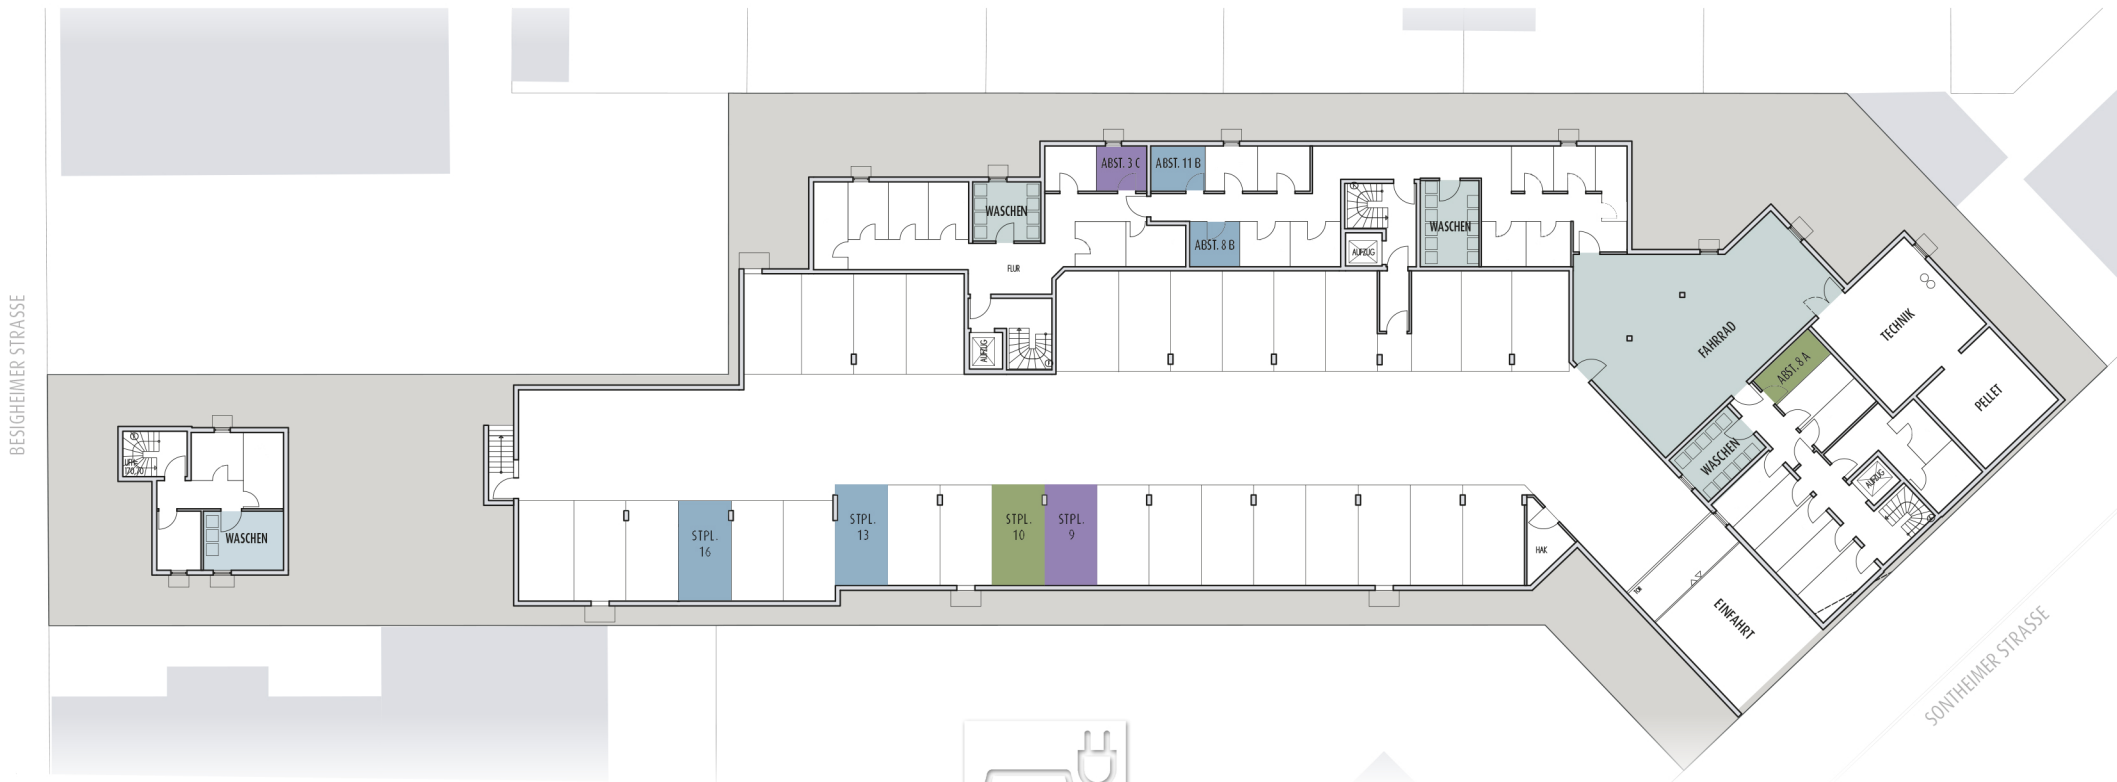 BESIGHEIMER STRASSE
ABST. 3 C
ABST. 11 B
WASCHEN
WASCHEN
ABST. 8 B
AUFZUG
FLUR
AUFZUG
FAHRRAD
TECHNIK
ABST. 8 A
PELLET
WASCHEN
AUFZUG
WASCHEN
STPL.
16
STPL.
13
STPL.
10
STPL.
9
HAK
TOR
EINFAHRT
SONTHEIMER STRASSE